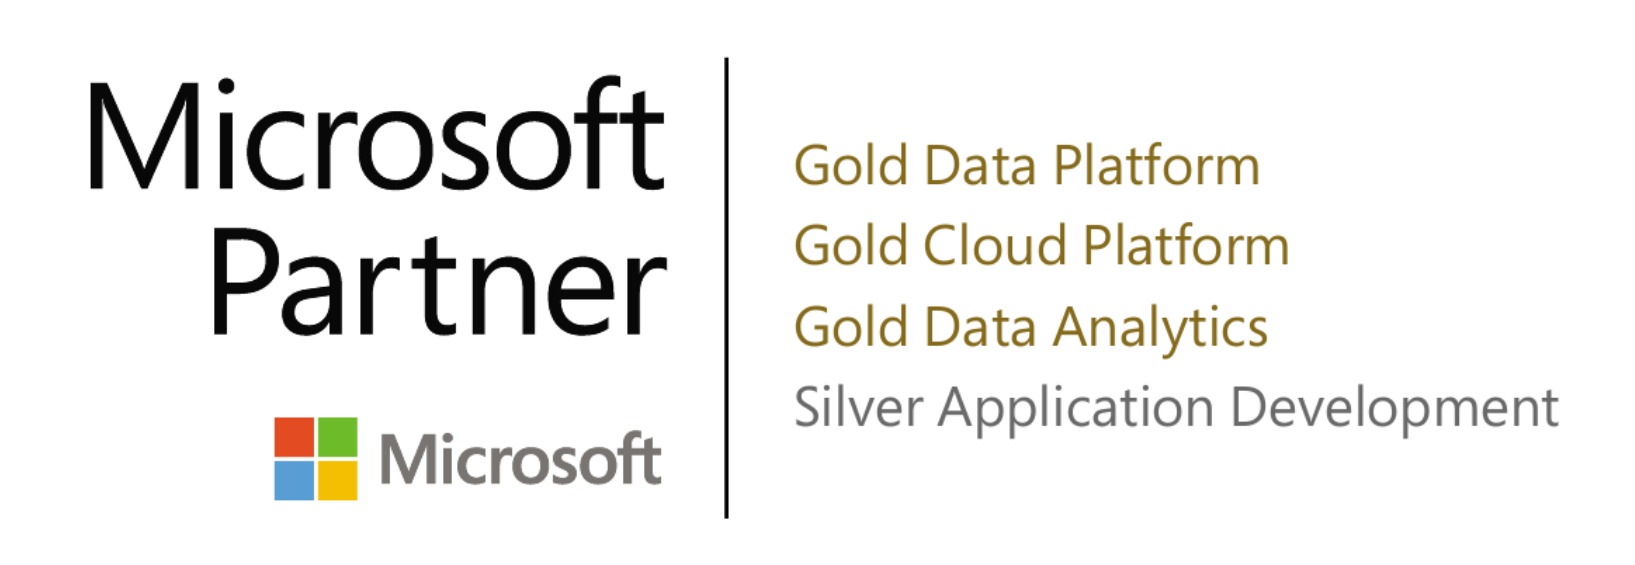 Microsoft
Partner
Microsoft
Gold Data Platform
Gold Cloud Platform
Gold Data Analytics
Silver Application Development